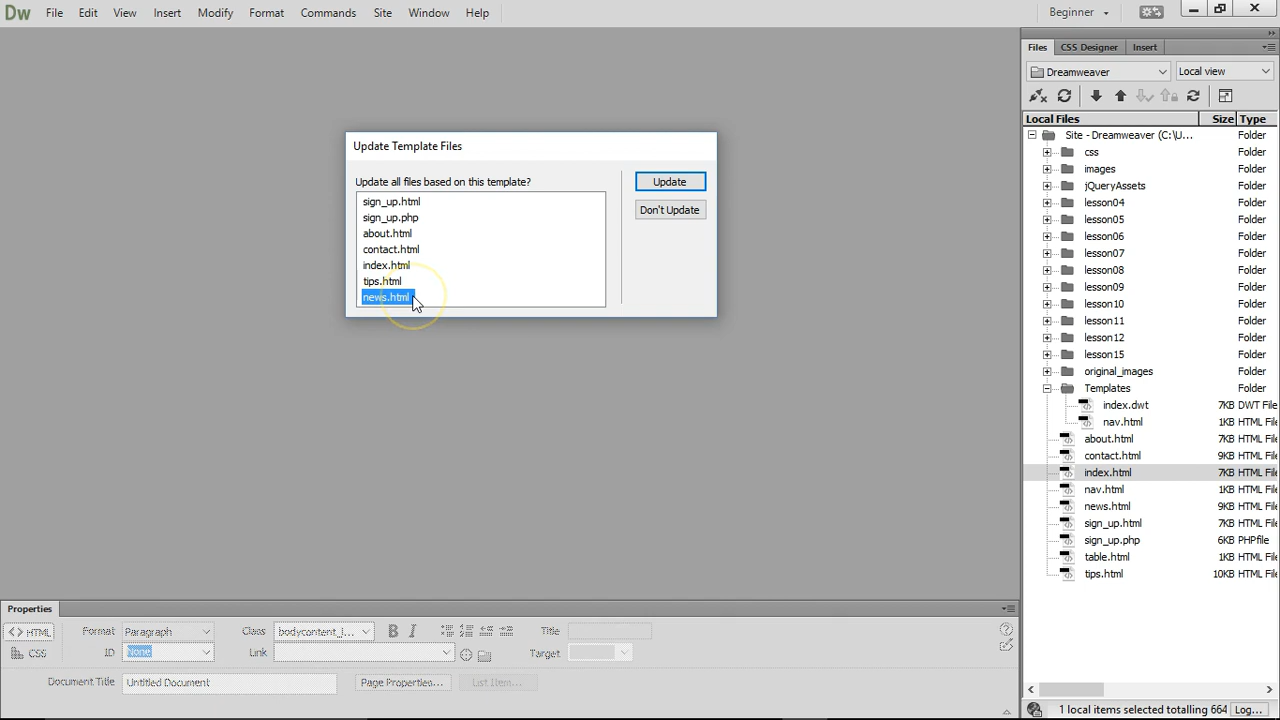 Dw File Edit View Insert Modify Format Commands Site Window Help Beginner
Files CSS Designer Insert
Dreamweaver Local view
Local Files Size Type
Site - Dreamweaver (C:\U... Folder
css Folder
images Folder
jQueryAssets Folder
lesson04 Folder
lesson05 Folder
lesson06 Folder
lesson07 Folder
lesson08 Folder
lesson09 Folder
lesson10 Folder
lesson11 Folder
lesson12 Folder
lesson15 Folder
original_images Folder
Templates Folder
index.dwt 7KB DWT File
nav.html 1KB HTML File
about.html 7KB HTML File
contact.html 9KB HTML File
index.html 7KB HTML File
nav.html 1KB HTML File
news.html 9KB HTML File
sign_up.html 7KB HTML File
sign_up.php 6KB PHPfile
table.html 1KB HTML File
tips.html 10KB HTML File
1 local items selected totalling 664 Log...
Update Template Files
Update all files based on this template?
sign_up.html
sign_up.php
about.html
contact.html
index.html
tips.html
news.html
Update
Don't Update
Properties
<> HTML Format Paragraph Class bodycontent_l... B I Title
CSS ID None Link Target
Document Title Untitled Document Page Properties... List Item...